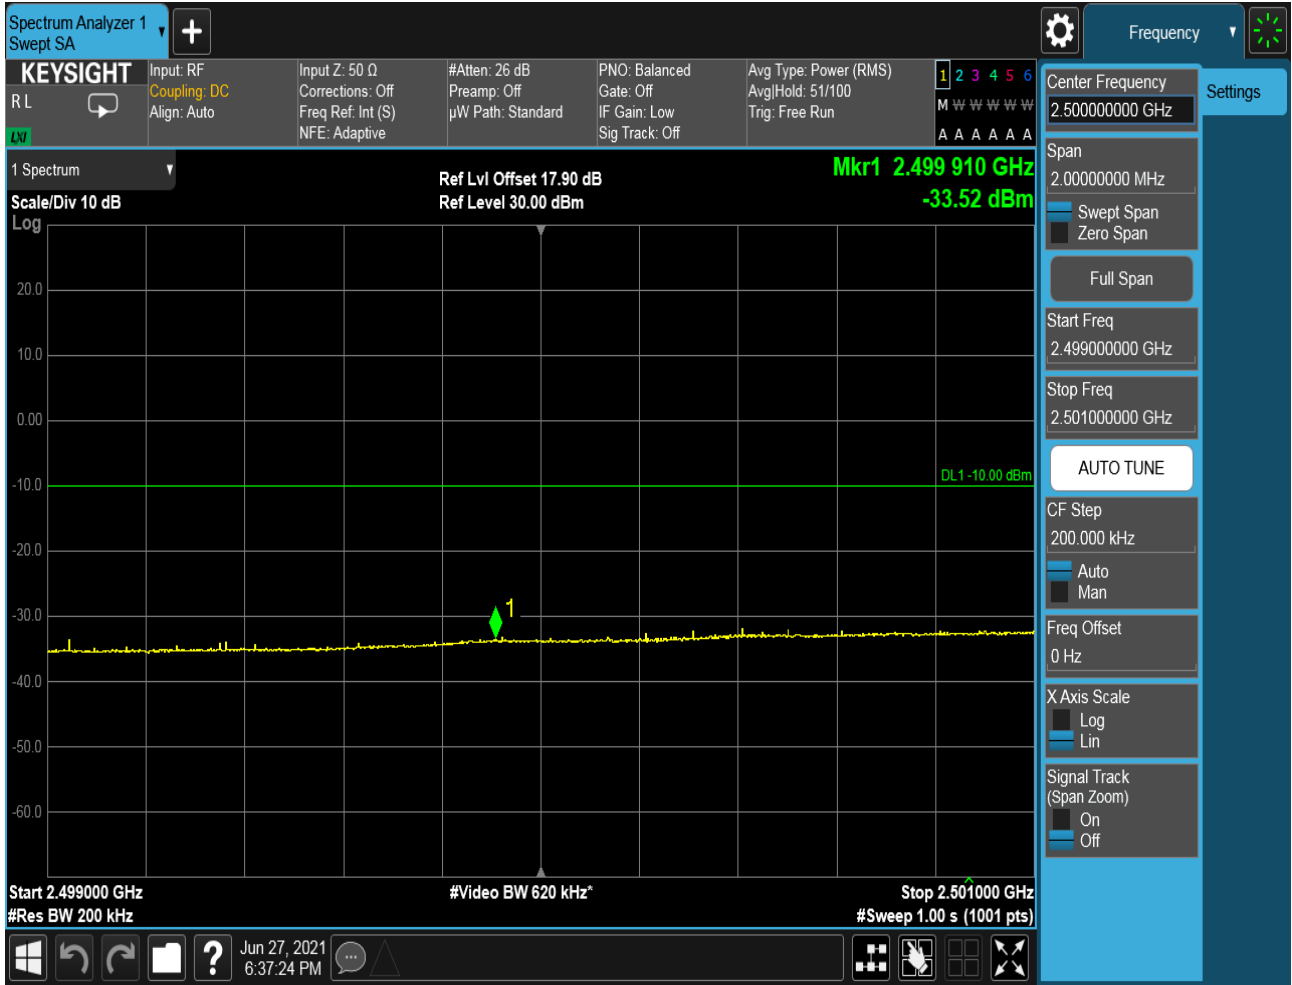 Spectrum Analyzer 1
Swept SA
Frequency
KEYSIGHT
R L
LXI
Input: RF
Coupling: DC
Align: Auto
Input Z: 50 Ω
Corrections: Off
Freq Ref: Int (S)
NFE: Adaptive
#Atten: 26 dB
Preamp: Off
µW Path: Standard
PNO: Balanced
Gate: Off
IF Gain: Low
Sig Track: Off
Avg Type: Power (RMS)
Avg|Hold: 51/100
Trig: Free Run
1 2 3 4 5 6
M W W W W W
A A A A A A
1 Spectrum
Scale/Div 10 dB
Log
Ref Lvl Offset 17.90 dB
Ref Level 30.00 dBm
Mkr1 2.499 910 GHz
-33.52 dBm
20.0
10.0
0.00
-10.0
-20.0
-30.0
-40.0
-50.0
-60.0
DL1 -10.00 dBm
1
Start 2.499000 GHz
#Res BW 200 kHz
#Video BW 620 kHz*
Stop 2.501000 GHz
#Sweep 1.00 s (1001 pts)
Center Frequency
2.500000000 GHz
Span
2.00000000 MHz
Swept Span
Zero Span
Full Span
Start Freq
2.499000000 GHz
Stop Freq
2.501000000 GHz
AUTO TUNE
CF Step
200.000 kHz
Auto
Man
Freq Offset
0 Hz
X Axis Scale
Log
Lin
Signal Track
(Span Zoom)
On
Off
Settings
?
Jun 27, 2021
6:37:24 PM